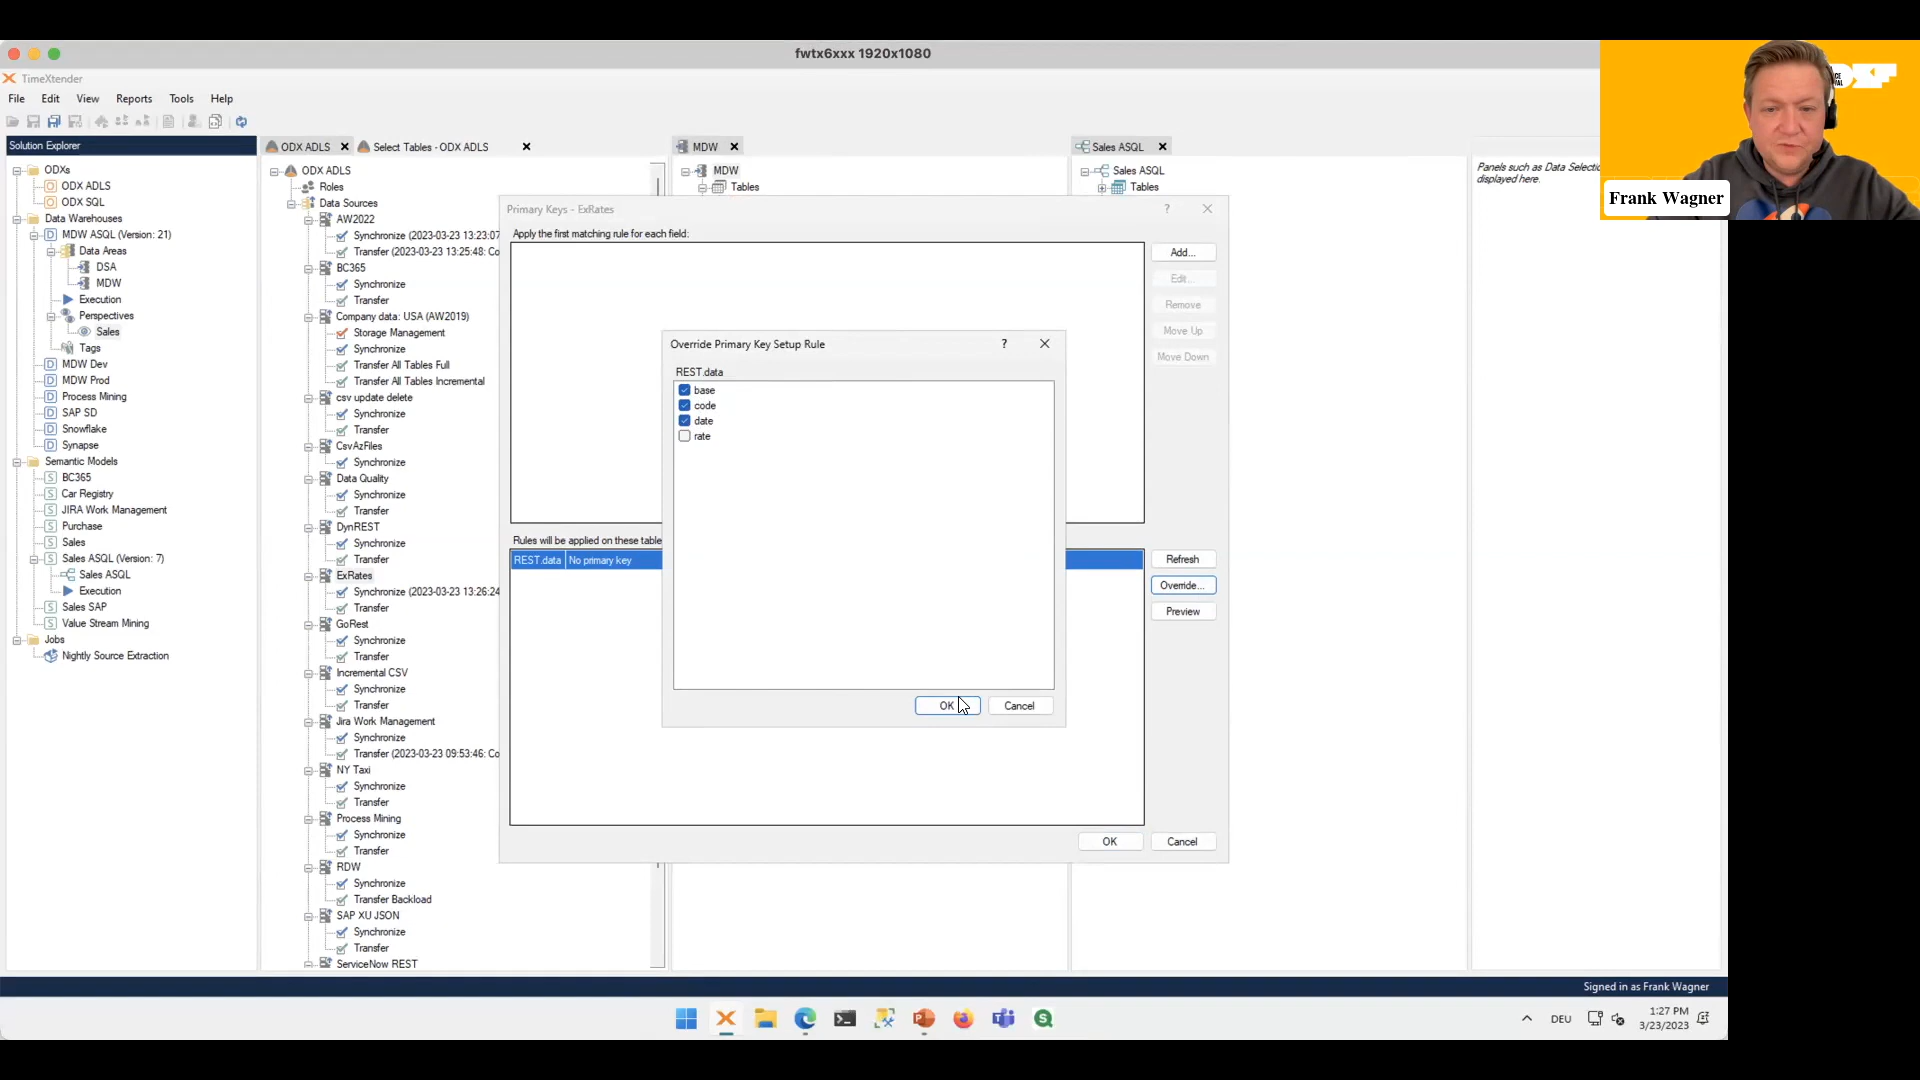 fwtx6xxx 1920x1080
TimeXtender
File Edit View Reports Tools Help
Solution Explorer
ODXs
ODX ADLS
ODX SQL
Data Warehouses
MDW ASQL (Version: 21)
Data Areas
DSA
MDW
Execution
Perspectives
Sales
Tags
MDW Dev
MDW Prod
Process Mining
SAP SD
Snowflake
Synapse
Semantic Models
BC365
Car Registry
JIRA Work Management
Purchase
Sales
Sales ASQL (Version: 7)
Sales ASQL
Execution
Sales SAP
Value Stream Mining
Jobs
Nightly Source Extraction
ODX ADLS
Select Tables - ODX ADLS
ODX ADLS
Roles
Data Sources
AW2022
Synchronize (2023-03-23 13:23:07
Transfer (2023-03-23 13:25:48: Co
BC365
Synchronize
Transfer
Company data: USA (AW2019)
Storage Management
Synchronize
Transfer All Tables Full
Transfer All Tables Incremental
csv update delete
Synchronize
Transfer
CsvAzFiles
Synchronize
Data Quality
Synchronize
Transfer
DynREST
Synchronize
Transfer
ExRates
Synchronize (2023-03-23 13:26:24
Transfer
GoRest
Synchronize
Transfer
Incremental CSV
Synchronize
Transfer
Jira Work Management
Synchronize
Transfer (2023-03-23 09:53:46: Co
NY Taxi
Synchronize
Transfer
Process Mining
Synchronize
Transfer
RDW
Synchronize
Transfer Backload
SAP XU JSON
Synchronize
Transfer
ServiceNow REST
MDW
MDW
Tables
Sales ASQL
Sales ASQL
Tables
Panels such as Data Selectio
displayed here.
Primary Keys - ExRates
?
Apply the first matching rule for each field:
Add...
Edit...
Remove
Move Up
Move Down
Rules will be applied on these table
REST.data No primary key
Refresh
Override...
Preview
OK Cancel
Override Primary Key Setup Rule
?
REST.data
base
code
date
rate
OK Cancel
Frank Wagner
Signed in as Frank Wagner
DEU
1:27 PM
3/23/2023